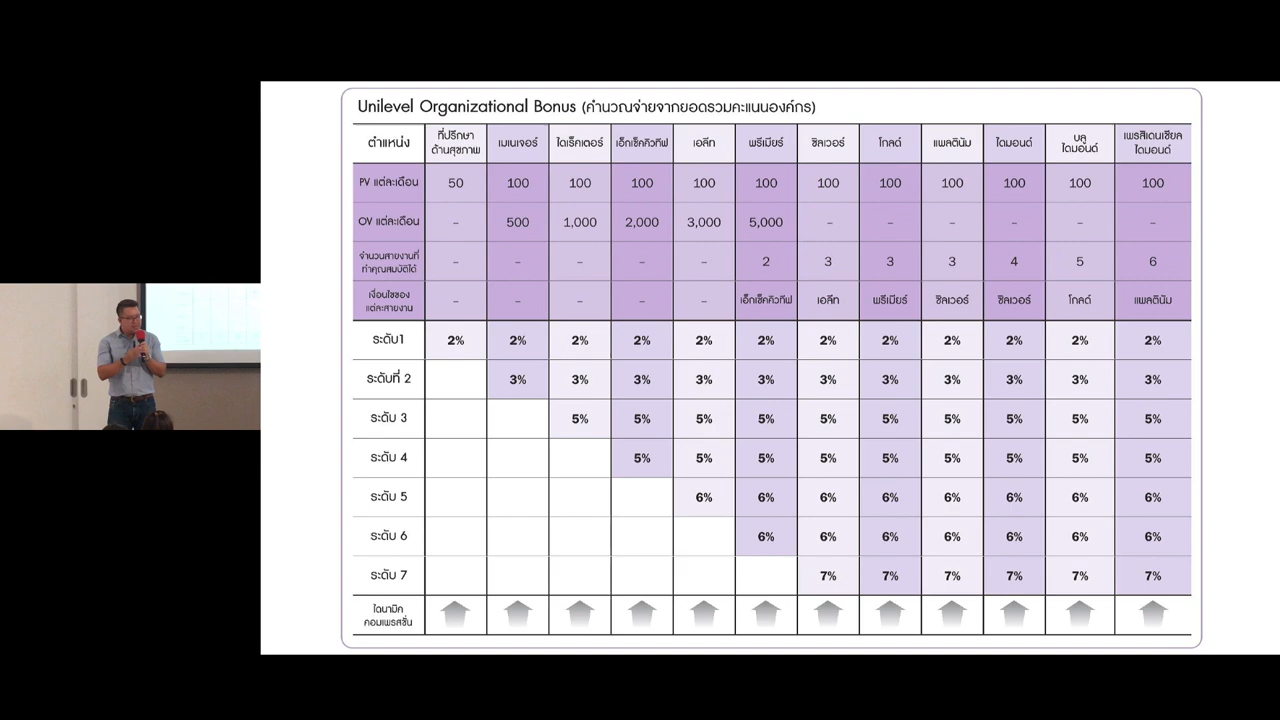 Unilevel Organizational Bonus (คำนวณจ่ายจากยอดรวมคะแนนองค์กร)
ตำแหน่ง ที่ปรึกษา ด้านสุขภาพ เมเนเจอร์ ไดเร็คเตอร์ เอ็กเซ็คคิวทีฟ เอลีท พรีเมียร์ ซิลเวอร์ โกลด์ แพลตินัม ไดมอนด์ บลู ไดมอนด์ เพรสิเดนเชียล ไดมอนด์
PV แต่ละเดือน 50 100 100 100 100 100 100 100 100 100 100 100
OV แต่ละเดือน – 500 1,000 2,000 3,000 5,000 – – – – – –
จำนวนสายงานที่ ทำคุณสมบัติได้ – – – – – 2 3 3 3 4 5 6
เงื่อนไขของ แต่ละสายงาน – – – – – เอ็กเซ็คคิวทีฟ เอลีท พรีเมียร์ ซิลเวอร์ ซิลเวอร์ โกลด์ แพลตินัม
ระดับ1 2% 2% 2% 2% 2% 2% 2% 2% 2% 2% 2% 2%
ระดับที่ 2 3% 3% 3% 3% 3% 3% 3% 3% 3% 3% 3%
ระดับ 3 5% 5% 5% 5% 5% 5% 5% 5% 5% 5%
ระดับ 4 5% 5% 5% 5% 5% 5% 5% 5% 5%
ระดับ 5 6% 6% 6% 6% 6% 6% 6% 6%
ระดับ 6 6% 6% 6% 6% 6% 6% 6%
ระดับ 7 7% 7% 7% 7% 7% 7%
ไดนามิค
คอมเพรสชั่น